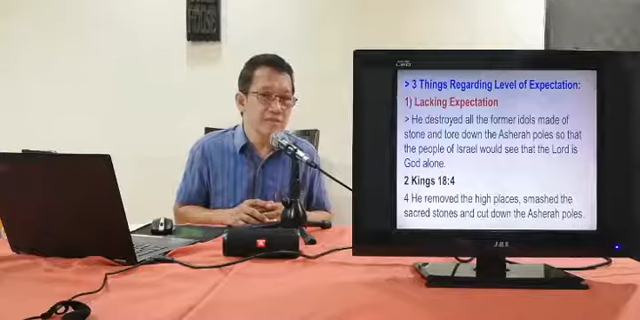 > 3 Things Regarding Level of Expectation:
1) Lacking Expectation
> He destroyed all the former idols made of
stone and tore down the Asherah poles so that
the people of Israel would see that the Lord is
God alone.
2 Kings 18:4
4 He removed the high places, smashed the
sacred stones and cut down the Asherah poles.